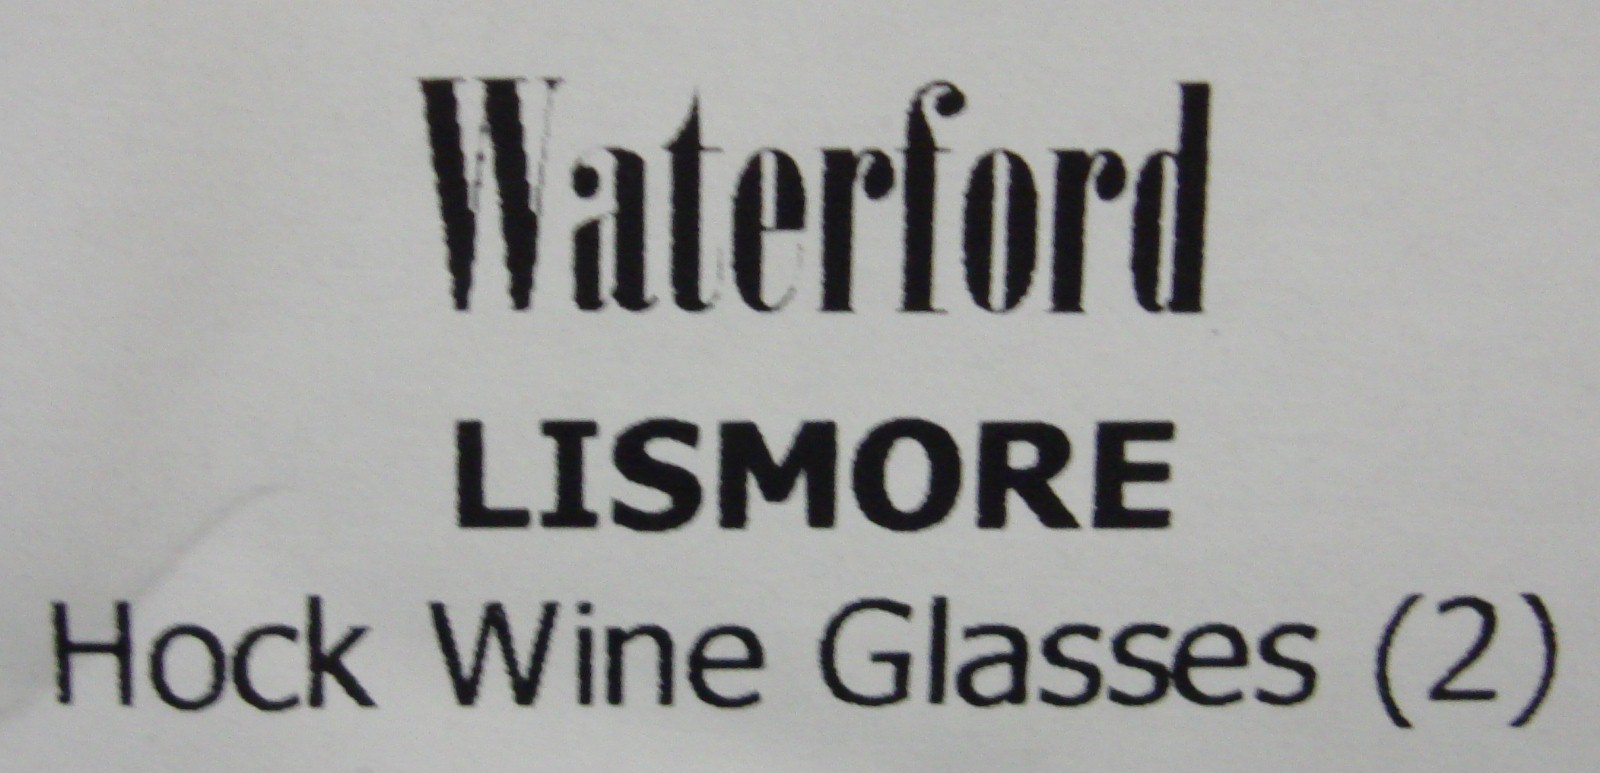 Waterford
LISMORE
Hock Wine Glasses (2)